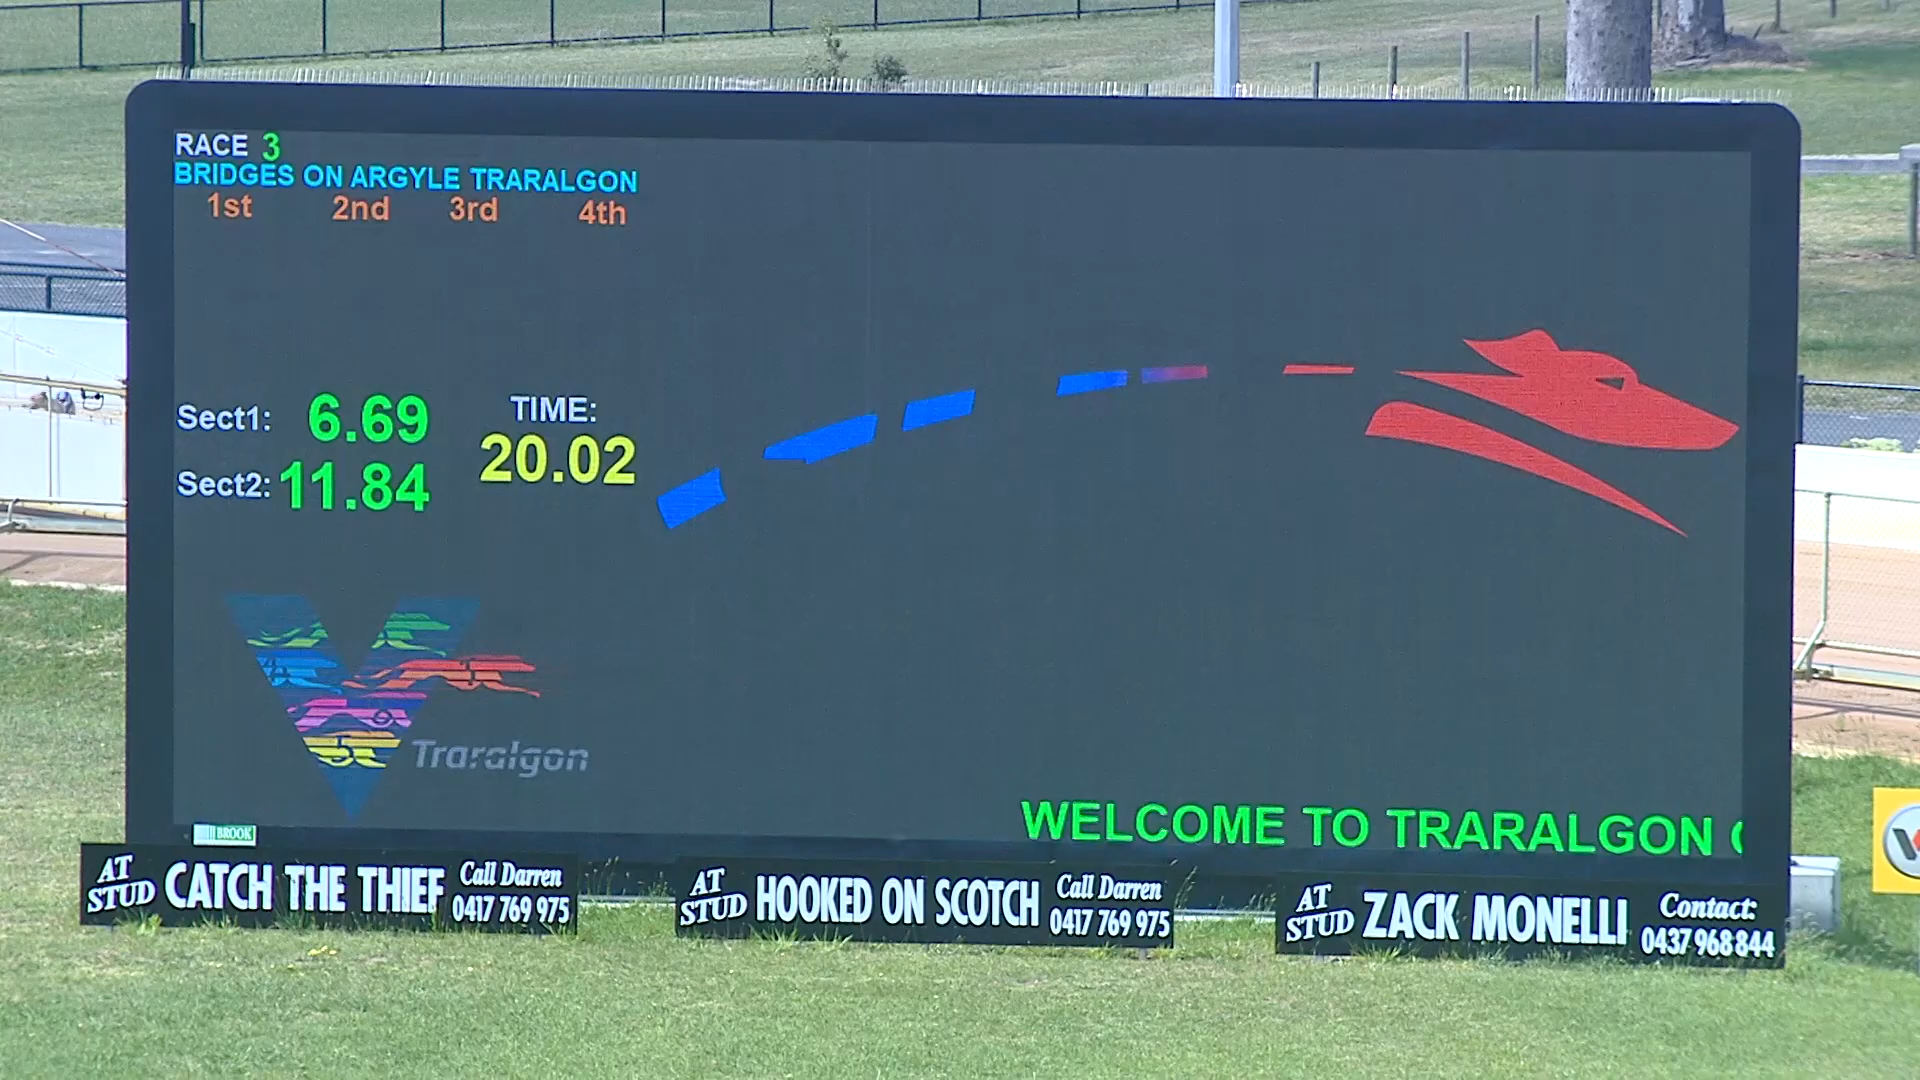 RACE 3
BRIDGES ON ARGYLE TRARALGON
1st 2nd 3rd 4th
Sect1: 6.69
TIME:
20.02
Sect2: 11.84
Traralgon
WELCOME TO TRARALGON
BROOK
AT STUD CATCH THE THIEF Call Darren 0417 769 975
AT STUD HOOKED ON SCOTCH Call Darren 0417 769 975
AT STUD ZACK MONELLI Contact: 0437 968 844